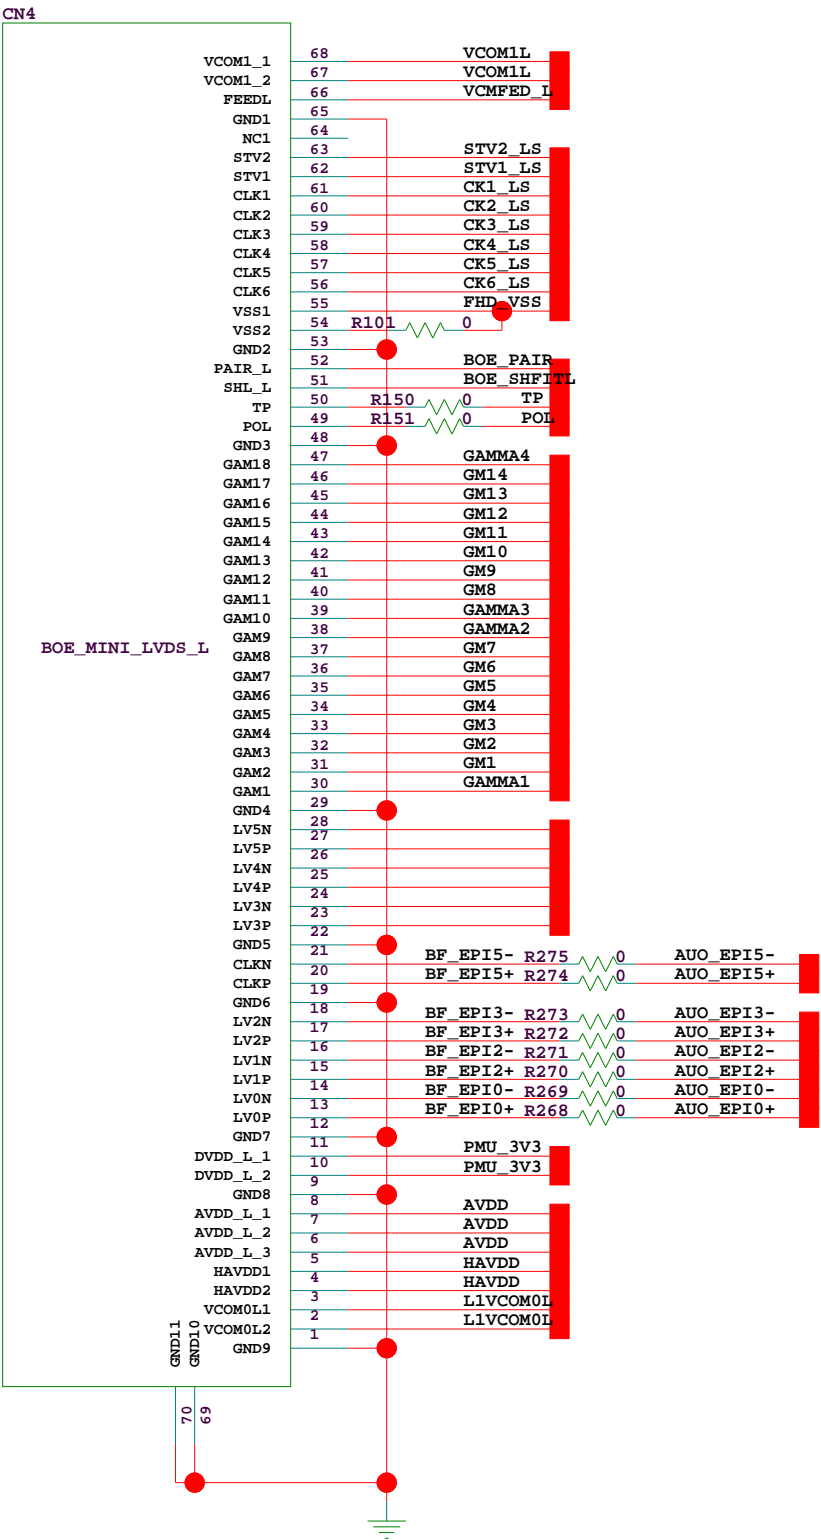 CN4
VCOM1_1 68 VCOM1L
VCOM1_2 67 VCOM1L
FEEDL 66 VCMFED_L
GND1 65
NC1 64
STV2 63 STV2_LS
STV1 62 STV1_LS
CLK1 61 CK1_LS
CLK2 60 CK2_LS
CLK3 59 CK3_LS
CLK4 58 CK4_LS
CLK5 57 CK5_LS
CLK6 56 CK6_LS
VSS1 55 FHD_VSS
VSS2 54 R101 0
GND2 53
PAIR_L 52 BOE_PAIR
SHL_L 51 BOE_SHFITL
TP 50 R150 0 TP
POL 49 R151 0 POL
GND3 48
GAM18 47 GAMMA4
GAM17 46 GM14
GAM16 45 GM13
GAM15 44 GM12
GAM14 43 GM11
GAM13 42 GM10
GAM12 41 GM9
GAM11 40 GM8
GAM10 39 GAMMA3
GAM9 38 GAMMA2
BOE_MINI_LVDS_L
GAM8 37 GM7
GAM7 36 GM6
GAM6 35 GM5
GAM5 34 GM4
GAM4 33 GM3
GAM3 32 GM2
GAM2 31 GM1
GAM1 30 GAMMA1
GND4 29
LV5N 28
LV5P 27
LV4N 26
LV4P 25
LV3N 24
LV3P 23
GND5 22
CLKN 21 BF_EPI5- R275 0 AUO_EPI5-
CLKP 20 BF_EPI5+ R274 0 AUO_EPI5+
GND6 19
LV2N 18 BF_EPI3- R273 0 AUO_EPI3-
LV2P 17 BF_EPI3+ R272 0 AUO_EPI3+
LV1N 16 BF_EPI2- R271 0 AUO_EPI2-
LV1P 15 BF_EPI2+ R270 0 AUO_EPI2+
LV0N 14 BF_EPI0- R269 0 AUO_EPI0-
LV0P 13 BF_EPI0+ R268 0 AUO_EPI0+
GND7 12
DVDD_L_1 11 PMU_3V3
DVDD_L_2 10 PMU_3V3
GND8 9
AVDD_L_1 8 AVDD
AVDD_L_2 7 AVDD
AVDD_L_3 6 AVDD
HAVDD1 5 HAVDD
HAVDD2 4 HAVDD
VCOM0L1 3 L1VCOM0L
VCOM0L2 2 L1VCOM0L
GND9 1
GND11 70
GND10 69